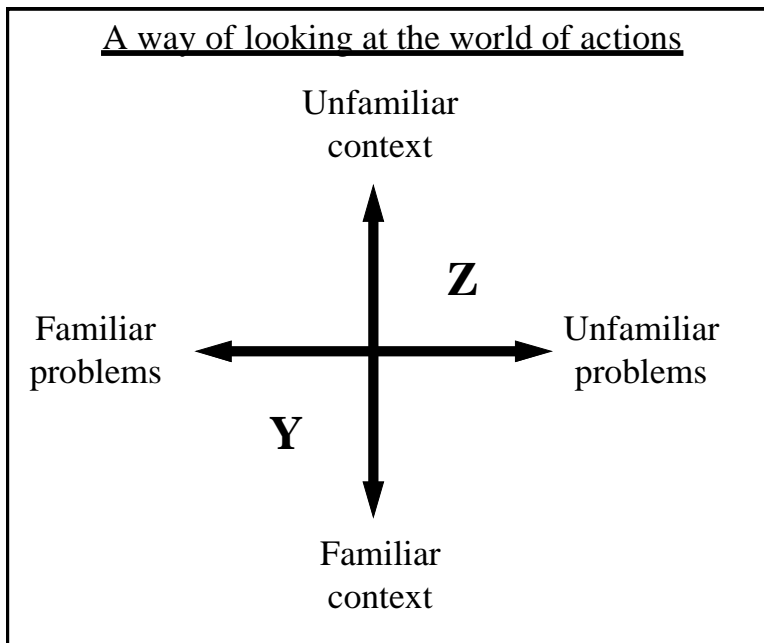 A way of looking at the world of actions
Unfamiliar
context
Z
Familiar
problems
Unfamiliar
problems
Y
Familiar
context